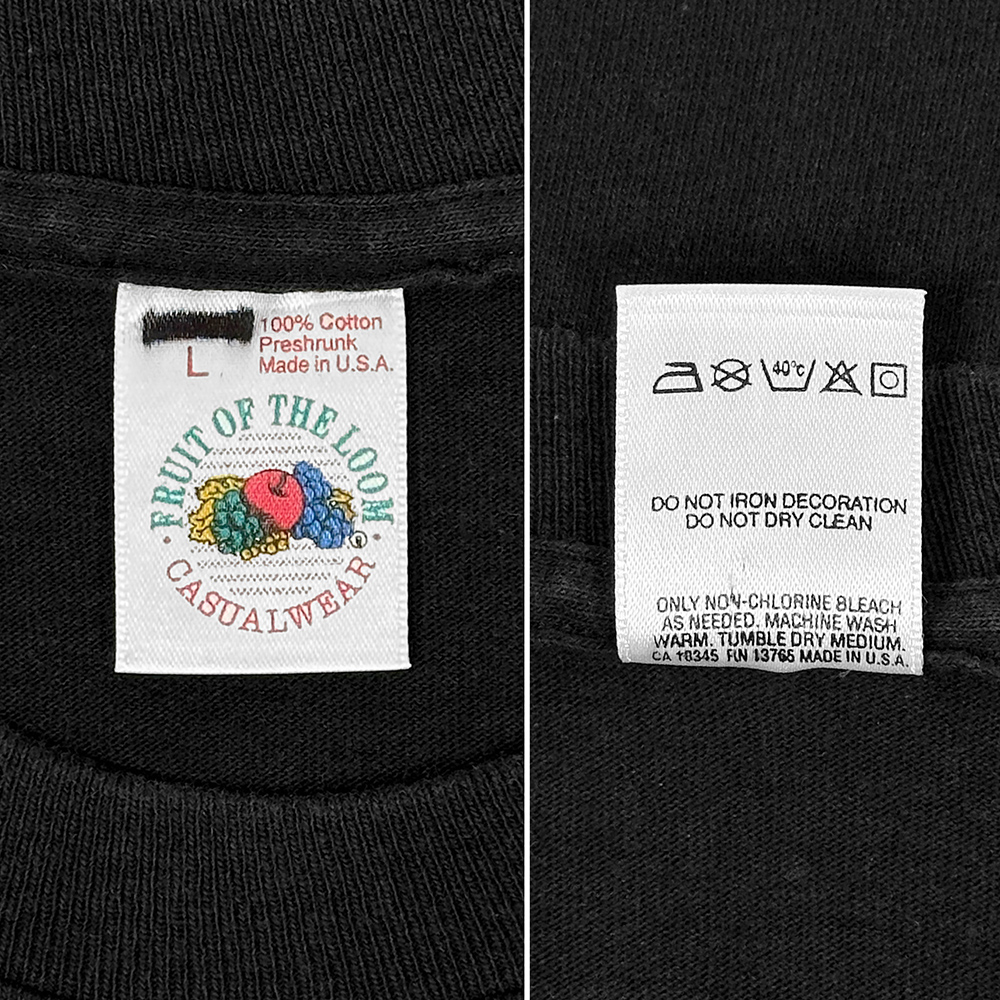 100% Cotton
Preshrunk
Made in U.S.A.
L
FRUIT OF THE LOOM
®
CASUALWEAR
40°c
DO NOT IRON DECORATION
DO NOT DRY CLEAN
ONLY NON-CHLORINE BLEACH
AS NEEDED. MACHINE WASH
WARM. TUMBLE DRY MEDIUM.
CA 18345 RN 13765 MADE IN U.S.A.